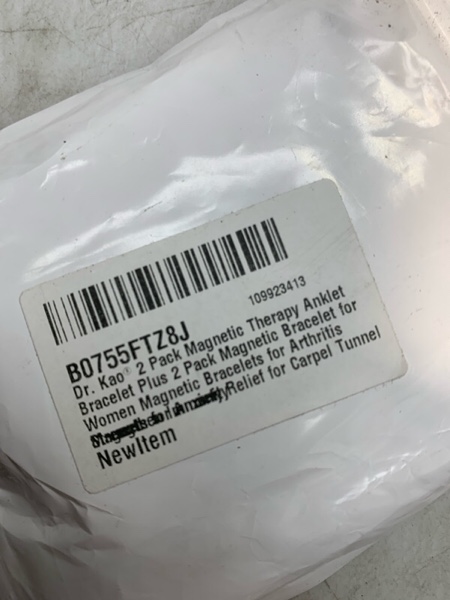 109923413
B0755FTZ8J
Dr. Kao® 2 Pack Magnetic Therapy Anklet
Bracelet Plus 2 Pack Magnetic Bracelet for
Women Magnetic Bracelets for Arthritis
Relief for Carpel Tunnel
NewItem